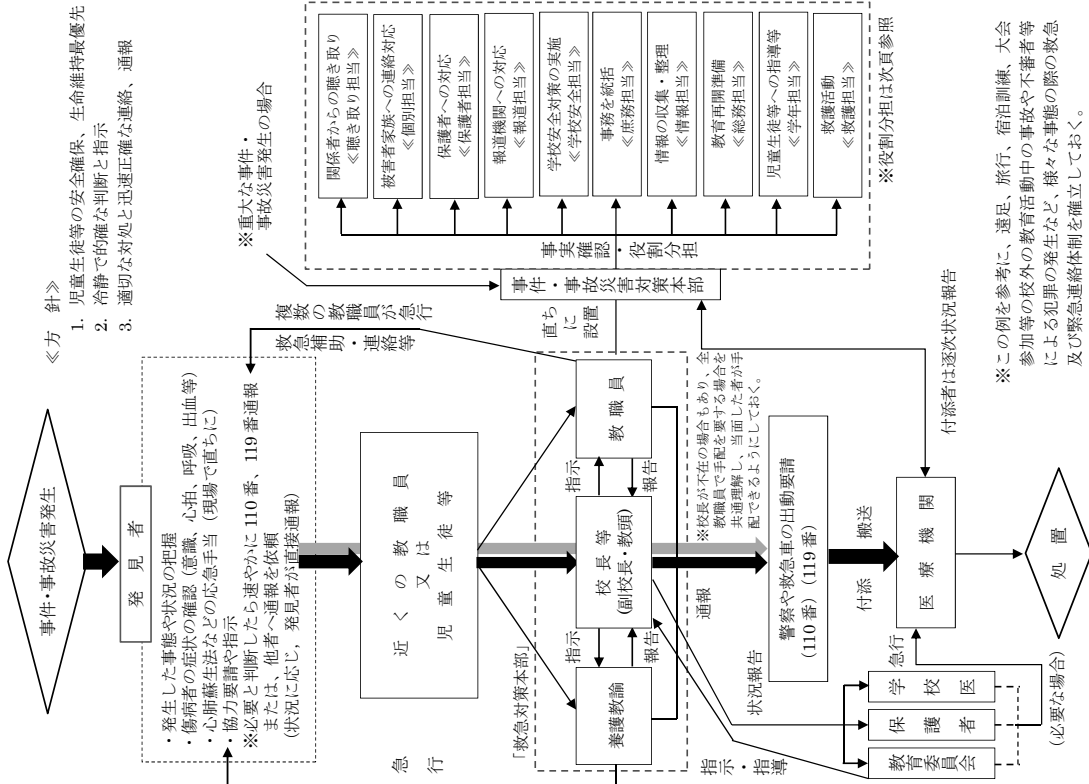 ≪方　針≫
1. 児童生徒等の安全確保、生命維持最優先
2. 冷静で的確な判断と指示
3. 適切な対処と迅速正確な連絡、通報
事件・事故災害発生
発　見　者
・発生した事態や状況の把握
・傷病者の症状の確認（意識、心拍、呼吸、出血等）
・心肺蘇生法などの応急手当（現場で直ちに）
・協力要請や指示
※必要と判断したら速やかに110番、119番通報
または、他者へ通報を依頼
（状況に応じ，発見者が直接通報）
近くの教職員
又は
児童生徒等
急行
複数の教職員が急行
救急補助・連絡等
「救急対策本部」
養護教諭
指示
報告
校長等
(副校長・教頭)
指示
報告
教職員
直ちに
設置
※重大な事件・
事故災害発生の場合
事件・事故災害対策本部
事実確認・役割分担
関係者からの聴き取り
≪聴き取り担当≫
被害者家族への連絡対応
≪個別担当≫
保護者への対応
≪保護者担当≫
報道機関への対応
≪報道担当≫
学校安全対策の実施
≪学校安全担当≫
事務を統括
≪庶務担当≫
情報の収集・整理
≪情報担当≫
教育再開準備
≪総務担当≫
児童生徒等への指導等
≪学年担当≫
救護活動
≪救護担当≫
※役割分担は次頁参照
指示・指導
状況報告
通報
※校長が不在の場合もあり、全
教職員で手配を要する場合を
共通理解し、当面した者が手
配できるようにしておく。
警察や救急車の出動要請
(110番)（119番）
付添
搬送
教育委員会
保護者
学校医
急行
(必要な場合)
医療機関
付添者は逐次状況報告
処　置
※この例を参考に、遠足、旅行、宿泊訓練、大会
参加等の校外の教育活動中の事故や不審者等
による犯罪の発生など、様々な事態の際の救急
及び緊急連絡体制を確立しておく。